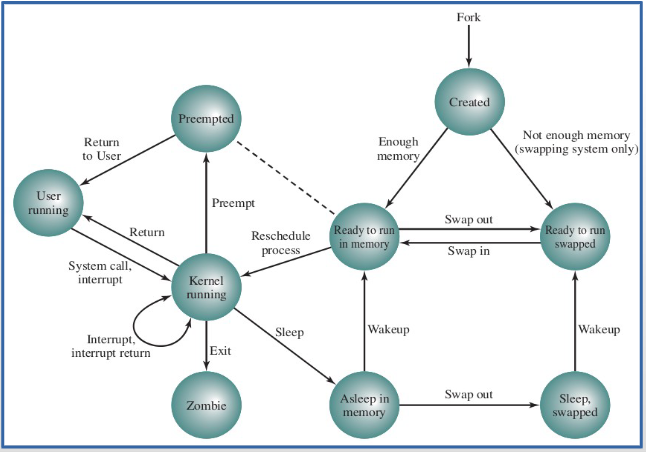 Fork
Created
Preempted
Enough
memory
Not enough memory
(swapping system only)
Return
to User
User
running
Preempt
Return
Reschedule
process
Ready to run
in memory
Swap out
Swap in
Ready to run
swapped
System call,
interrupt
Kernel
running
Interrupt,
interrupt return
Sleep
Wakeup
Wakeup
Exit
Zombie
Asleep in
memory
Swap out
Sleep,
swapped